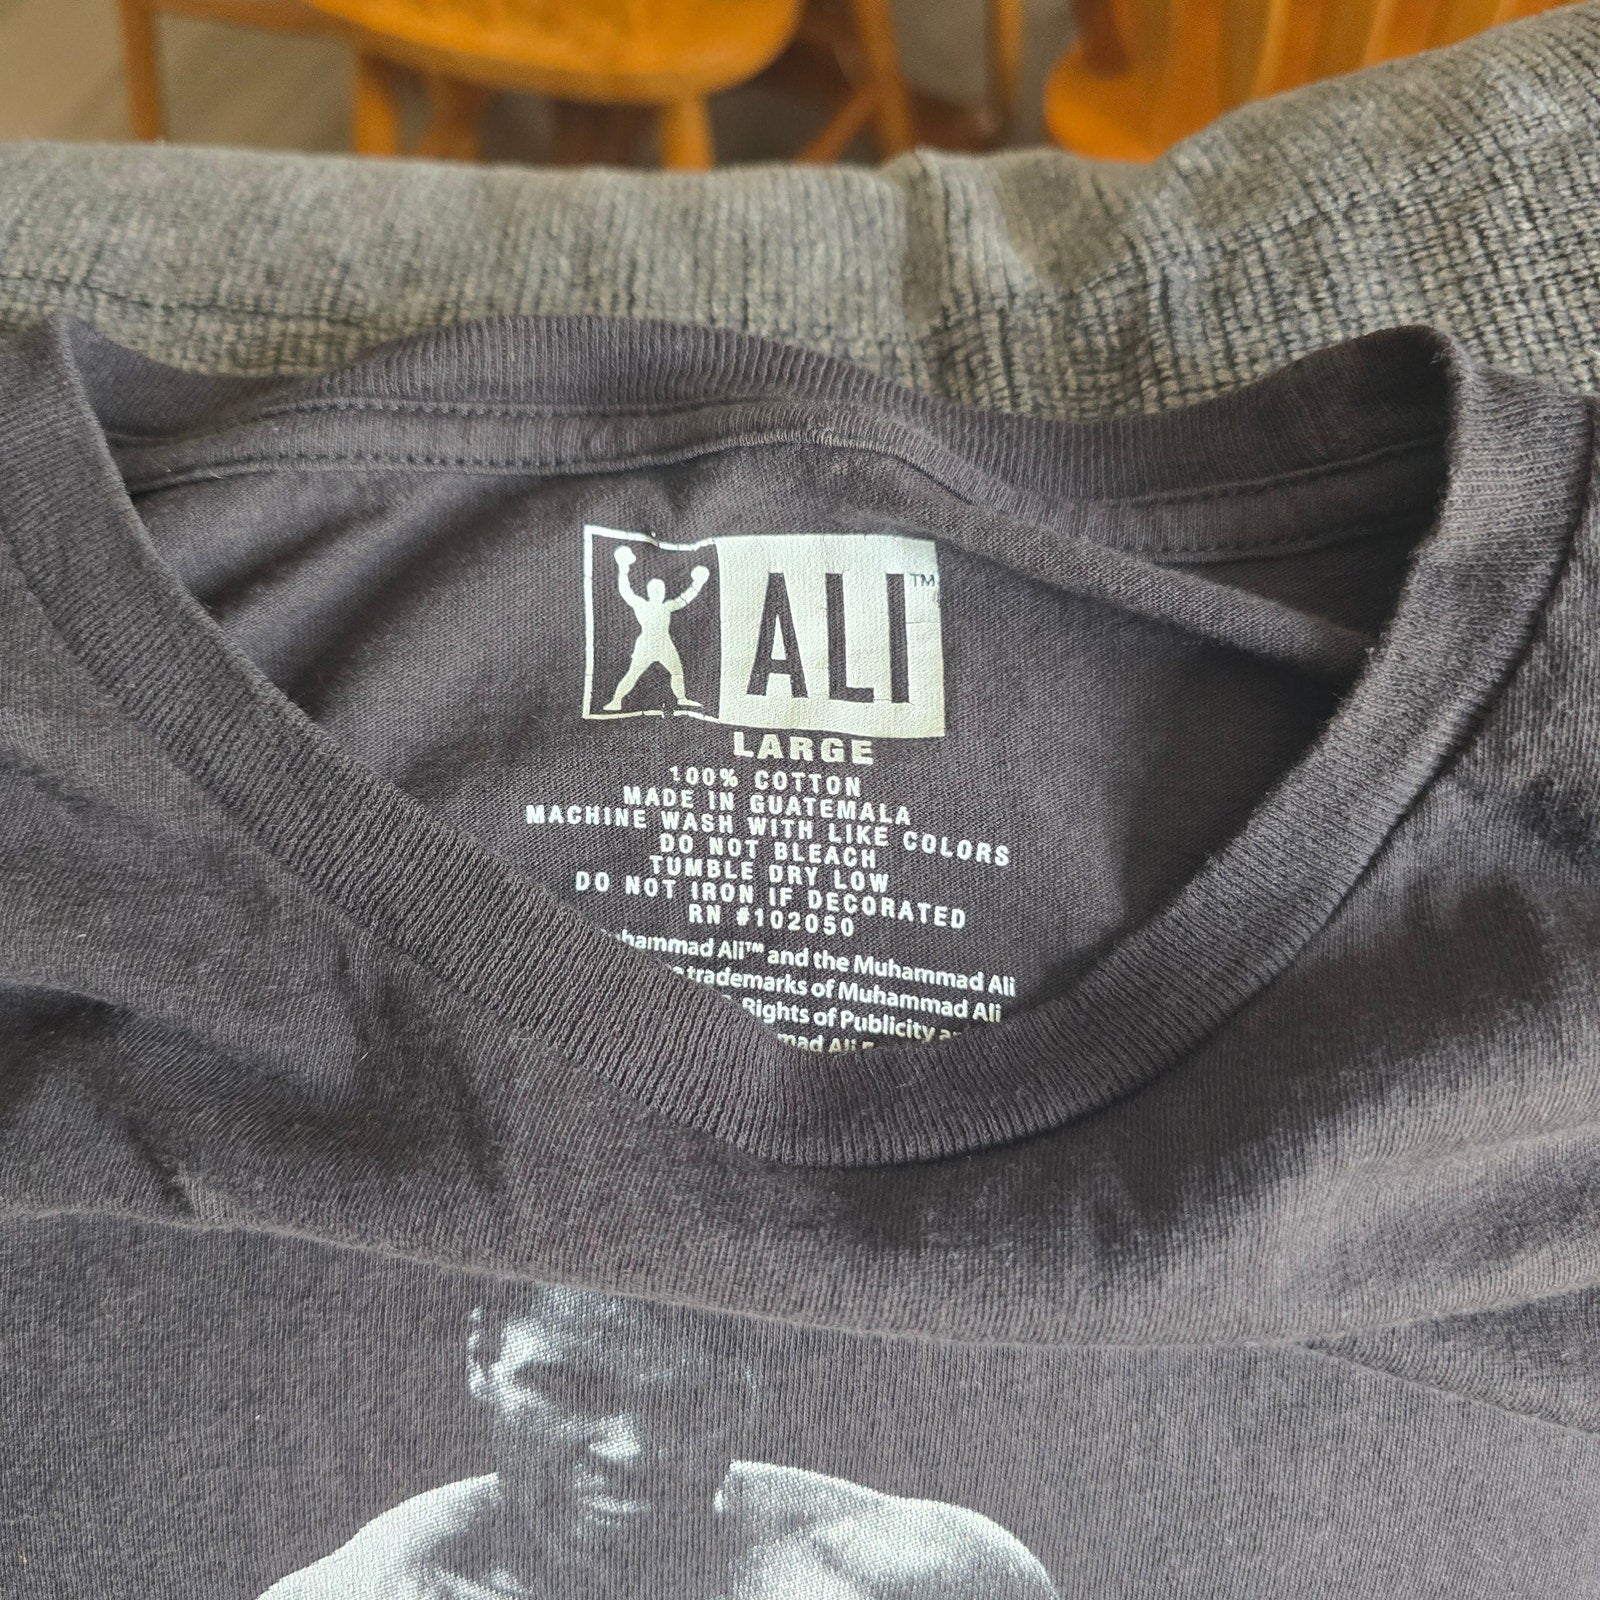 ALI™
LARGE
100% COTTON
MADE IN GUATEMALA
MACHINE WASH WITH LIKE COLORS
DO NOT BLEACH
TUMBLE DRY LOW
DO NOT IRON IF DECORATED
RN #102050
Ali™ and the Muhammad Ali
trademarks of Muhammad Ali
Rights of Publicity
Ali